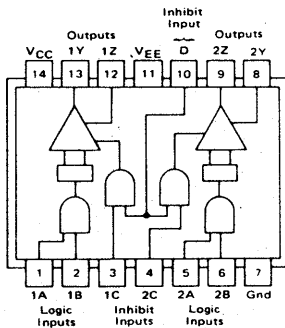 Inhibit
Input
Outputs D Outputs
VCC 1Y 1Z VEE 2Z 2Y
14 13 12 11 10 9 8
1 2 3 4 5 6 7
1A 1B 1C 2C 2A 2B Gnd
Logic Inhibit Logic
Inputs Inputs Inputs